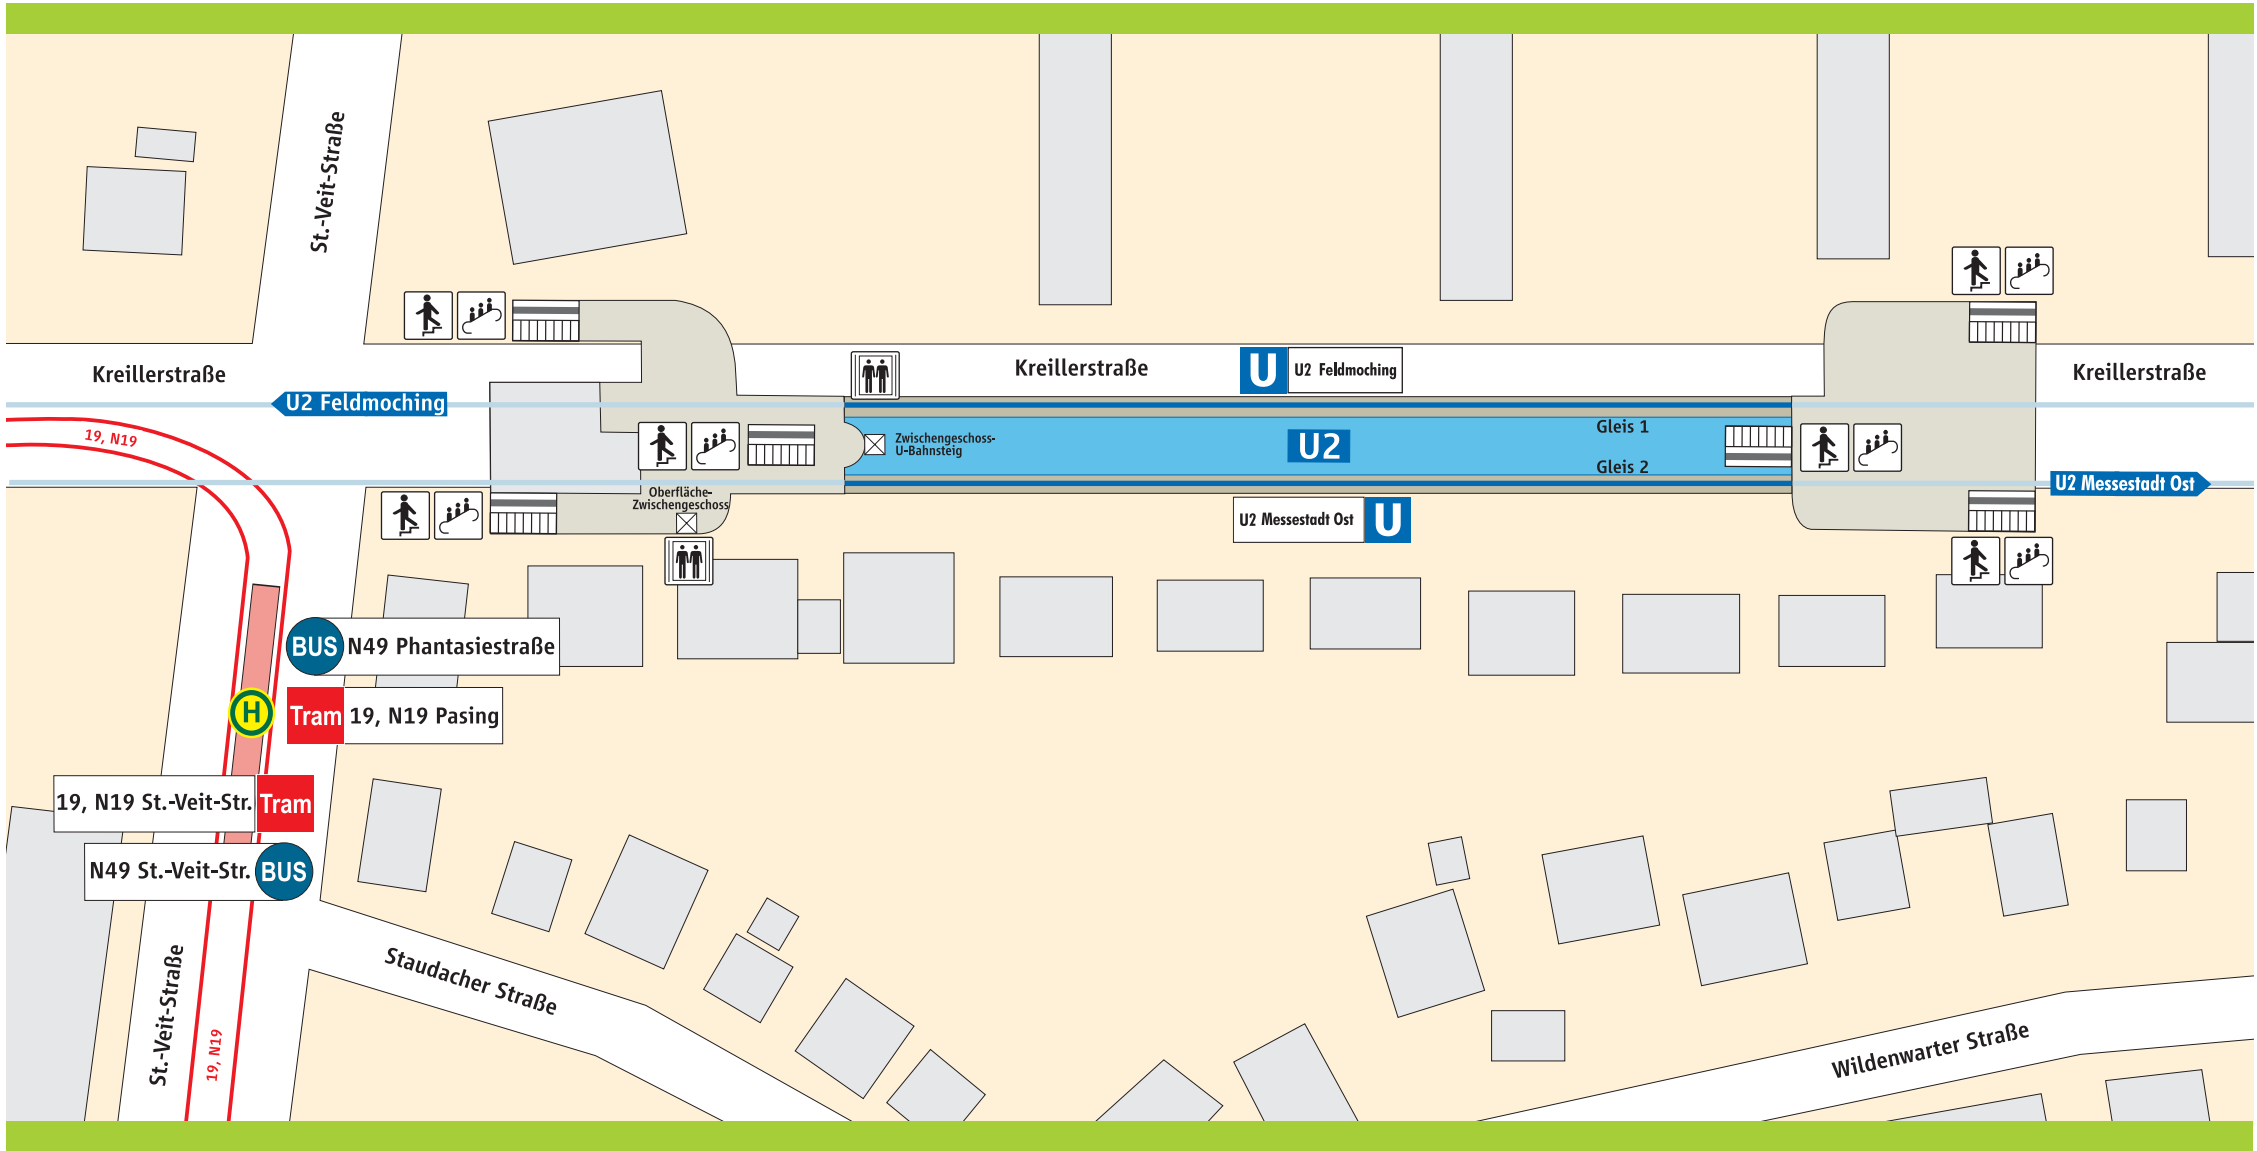 St.-Veit-Straße
Kreillerstraße
Kreillerstraße
U
U2 Feldmoching
Kreillerstraße
U2 Feldmoching
19, N19
Zwischengeschoss-
U-Bahnsteig
U2
Gleis 1
Gleis 2
U2 Messestadt Ost
Oberfläche-
Zwischengeschoss
U2 Messestadt Ost
U
BUS
N49 Phantasiestraße
H
Tram
19, N19 Pasing
19, N19 St.-Veit-Str.
Tram
N49 St.-Veit-Str.
BUS
St.-Veit-Straße
19, N19
Staudacher Straße
Wildenwarter Straße